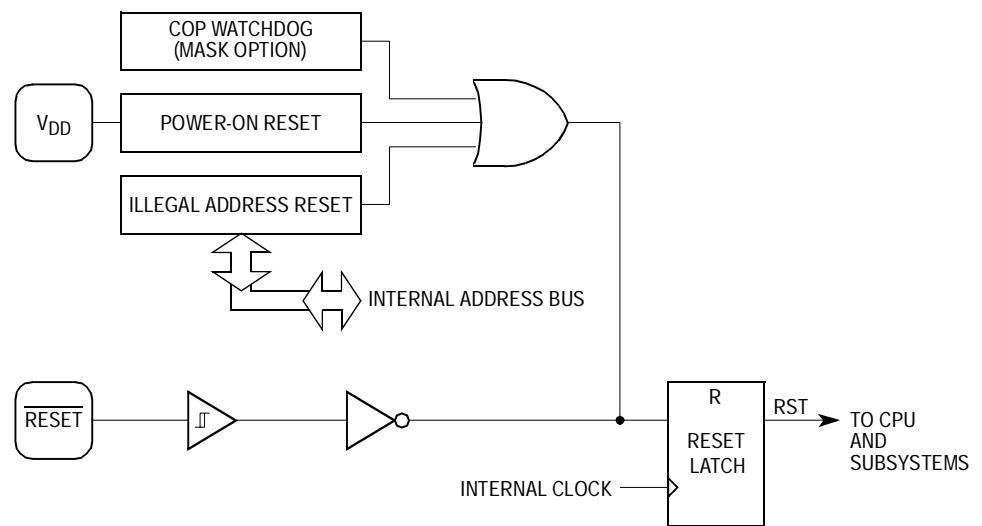 COP WATCHDOG
(MASK OPTION)
VDD
POWER-ON RESET
ILLEGAL ADDRESS RESET
INTERNAL ADDRESS BUS
RESET
R
RESET
LATCH
RST
TO CPU
AND
SUBSYSTEMS
INTERNAL CLOCK